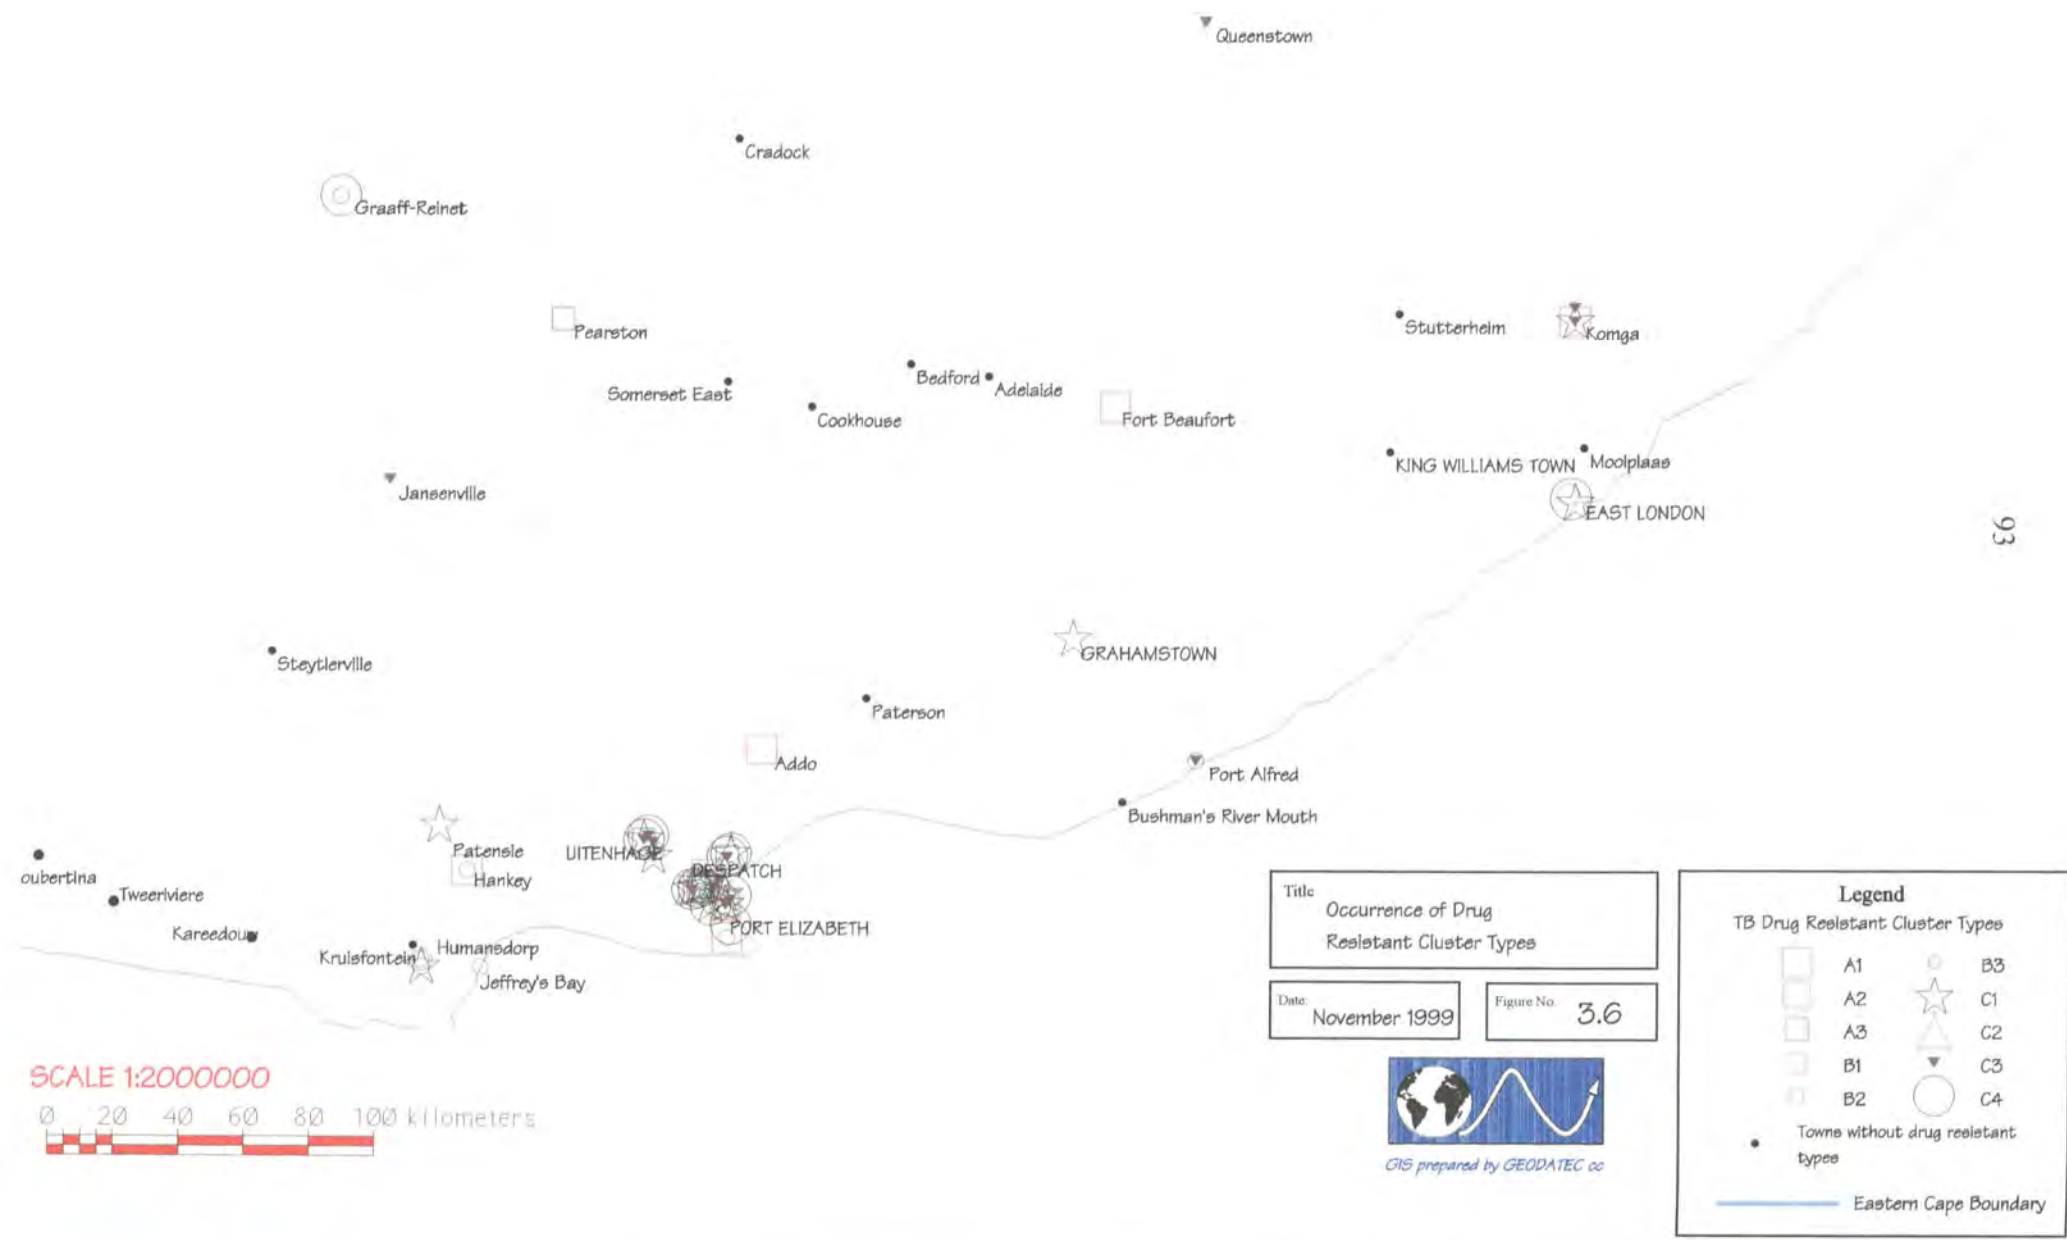 Queenstown
Cradock
Graaff-Reinet
Pearston
Stutterheim
Komga
Somerset East
Bedford
Adelaide
Cookhouse
Fort Beaufort
KING WILLIAMS TOWN
Mooiplaas
Jansenville
EAST LONDON
93
Steytlerville
GRAHAMSTOWN
Paterson
Addo
Port Alfred
Bushman's River Mouth
Patensie
UITENHAGE
DESPATCH
oubertina
Hankey
Tweeriviere
PORT ELIZABETH
Kareedouw
Kruisfontein
Humansdorp
Jeffrey's Bay
SCALE 1:2000000
0 20 40 60 80 100 kilometers
Title
Occurrence of Drug
Resistant Cluster Types
Date:
November 1999
Figure No.
3.6
GIS prepared by GEODATEC cc
Legend
TB Drug Resistant Cluster Types
A1 B3
A2 C1
A3 C2
B1 C3
B2 C4
Towns without drug resistant
types
Eastern Cape Boundary